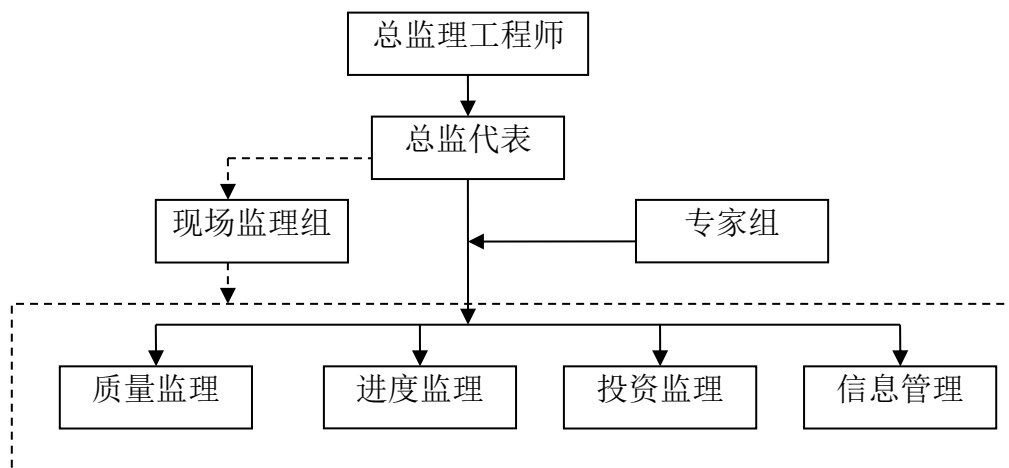 总监理工程师
总监代表
现场监理组
专家组
质量监理
进度监理
投资监理
信息管理